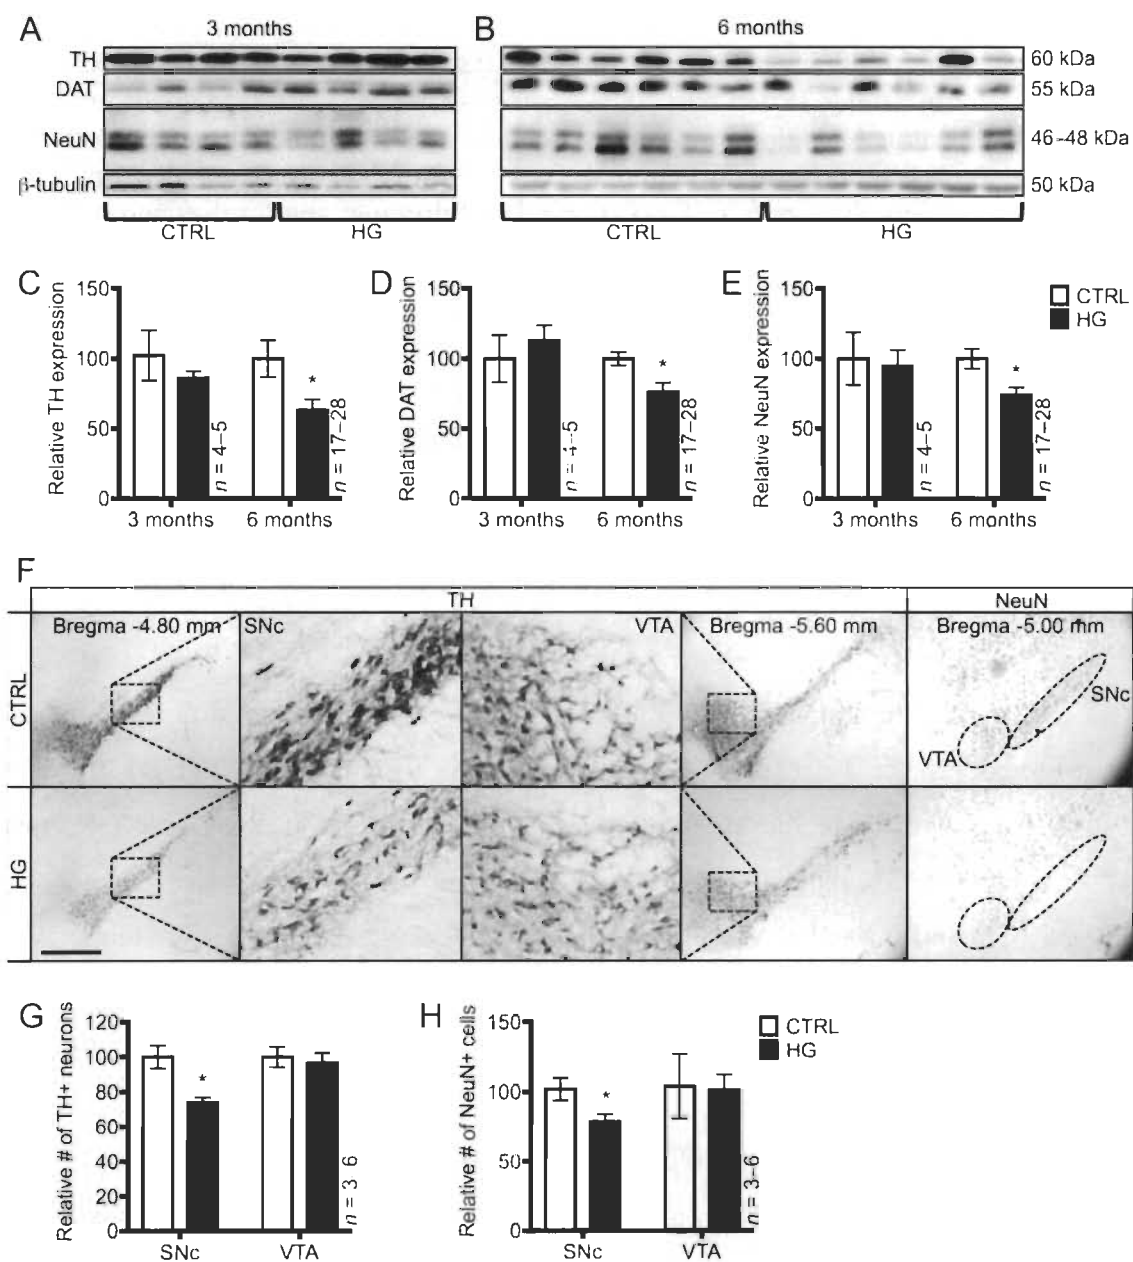 A
3 months
B
6 months
TH
60 kDa
DAT
55 kDa
NeuN
46–48 kDa
β-tubulin
50 kDa
CTRL
HG
CTRL
HG
C
Relative TH expression
150
100
50
0
3 months
6 months
*
n = 4–5
n = 17–28
D
Relative DAT expression
150
100
50
0
3 months
6 months
*
n = 4–5
n = 17–28
E
Relative NeuN expression
150
100
50
0
3 months
6 months
*
n = 4–5
n = 17–28
CTRL
HG
F
TH
NeuN
Bregma -4.80 mm
SNc
VTA
Bregma -5.60 mm
Bregma -5.00 mm
CTRL
SNc
VTA
HG
G
Relative # of TH+ neurons
120
100
80
60
40
20
0
SNc
VTA
*
n = 3–6
H
Relative # of NeuN+ cells
150
100
50
0
SNc
VTA
*
n = 3–6
CTRL
HG